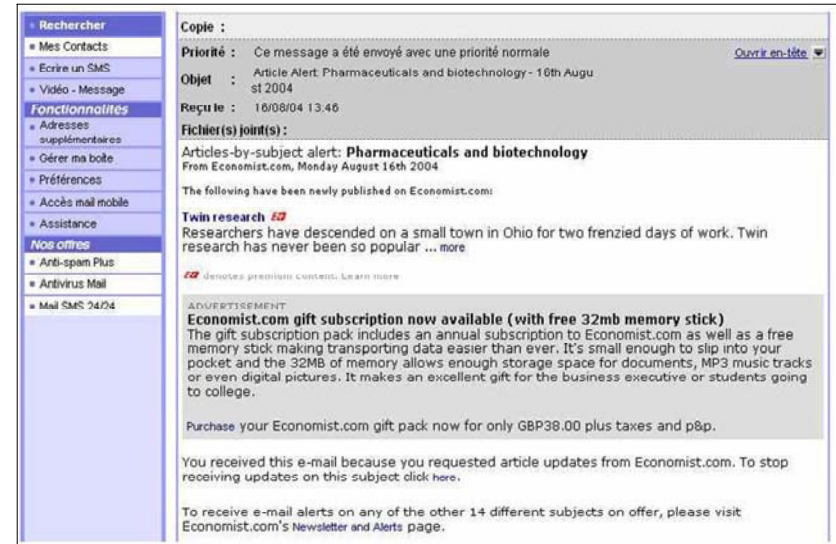 Rechercher
Mes Contacts
Ecrire un SMS
Vidéo - Message
Fonctionnalités
Adresses
supplémentaires
Gérer ma boîte
Préférences
Accès mail mobile
Assistance
Nos offres
Anti-spam Plus
Antivirus Mail
Mail SMS 24/24
Copie :
Priorité : Ce message a été envoyé avec une priorité normale Ouvrir en-tête
Objet : Article Alert: Pharmaceuticals and biotechnology - 16th Augu
st 2004
Reçu le : 16/08/04 13:46
Fichier(s) joint(s) :
Articles-by-subject alert: Pharmaceuticals and biotechnology
From Economist.com, Monday August 16th 2004
The following have been newly published on Economist.com:
Twin research
Researchers have descended on a small town in Ohio for two frenzied days of work. Twin
research has never been so popular ... more
denotes premium content. Learn more
ADVERTISEMENT
Economist.com gift subscription now available (with free 32mb memory stick)
The gift subscription pack includes an annual subscription to Economist.com as well as a free
memory stick making transporting data easier than ever. It's small enough to slip into your
pocket and the 32MB of memory allows enough storage space for documents, MP3 music tracks
or even digital pictures. It makes an excellent gift for the business executive or students going
to college.
Purchase your Economist.com gift pack now for only GBP38.00 plus taxes and p&p.
You received this e-mail because you requested article updates from Economist.com. To stop
receiving updates on this subject click here.
To receive e-mail alerts on any of the other 14 different subjects on offer, please visit
Economist.com's Newsletter and Alerts page.